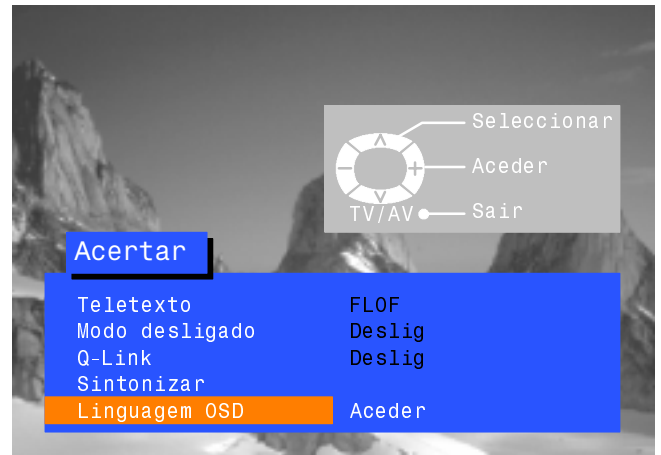 Seleccionar
Aceder
TV/AV Sair
Acertar
Teletexto FLOF
Modo desligado Deslig
Q-Link Deslig
Sintonizar
Linguagem OSD Aceder